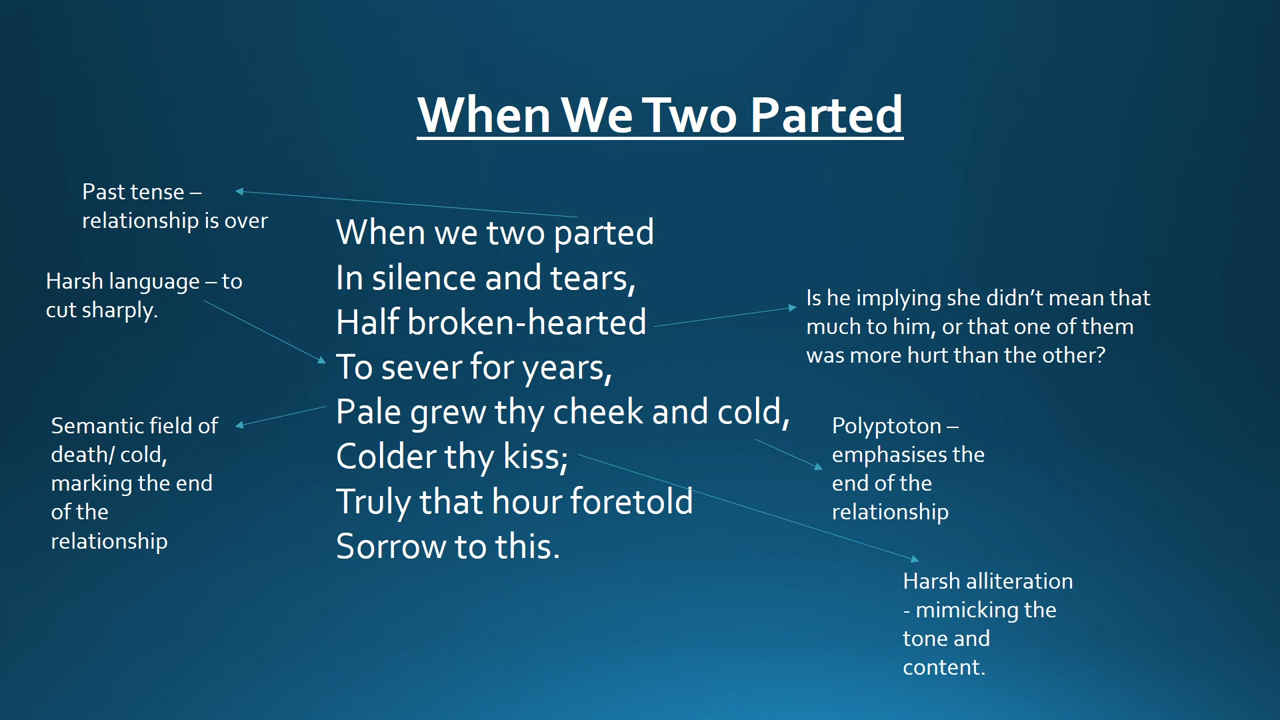 When We Two Parted
Past tense –
relationship is over
Harsh language – to
cut sharply.
Semantic field of
death/ cold,
marking the end
of the
relationship
When we two parted
In silence and tears,
Half broken-hearted
To sever for years,
Pale grew thy cheek and cold,
Colder thy kiss;
Truly that hour foretold
Sorrow to this.
Is he implying she didn’t mean that
much to him, or that one of them
was more hurt than the other?
Polyptoton –
emphasises the
end of the
relationship
Harsh alliteration
- mimicking the
tone and
content.